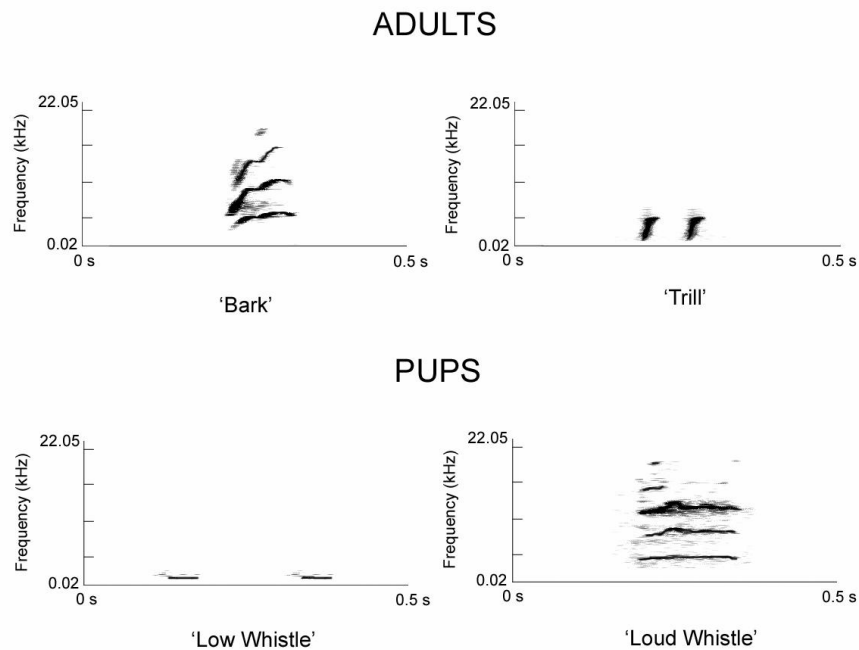 ADULTS
22.05
Frequency (kHz)
0.02
0 s
0.5 s
‘Bark’
22.05
Frequency (kHz)
0.02
0 s
0.5 s
‘Trill’
PUPS
22.05
Frequency (kHz)
0.02
0 s
0.5 s
‘Low Whistle’
22.05
Frequency (kHz)
0.02
0 s
0.5 s
‘Loud Whistle’